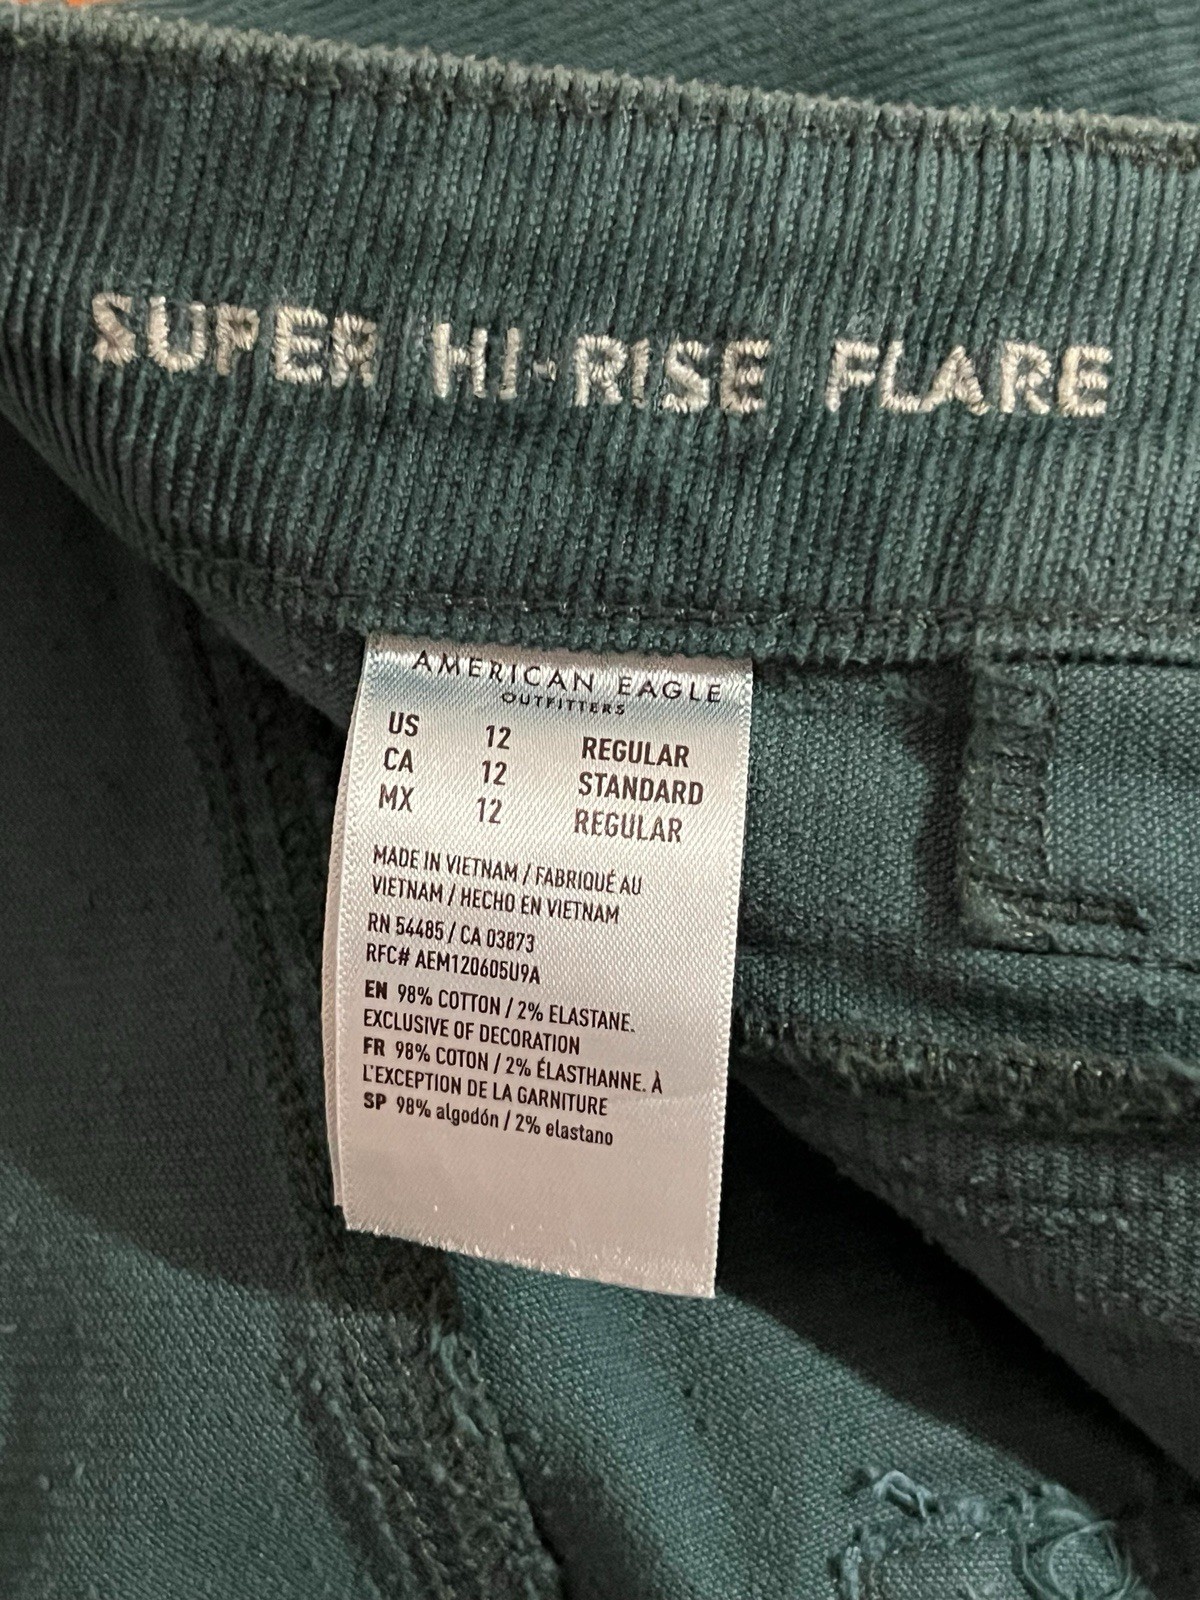 SUPER HI-RISE FLARE
AMERICAN EAGLE
OUTFITTERS
US 12 REGULAR
CA 12 STANDARD
MX 12 REGULAR
MADE IN VIETNAM / FABRIQUÉ AU
VIETNAM / HECHO EN VIETNAM
RN 54485 / CA 03873
RFC# AEM120605U9A
EN 98% COTTON / 2% ELASTANE.
EXCLUSIVE OF DECORATION
FR 98% COTON / 2% ÉLASTHANNE. À
L'EXCEPTION DE LA GARNITURE
SP 98% algodón / 2% elastano